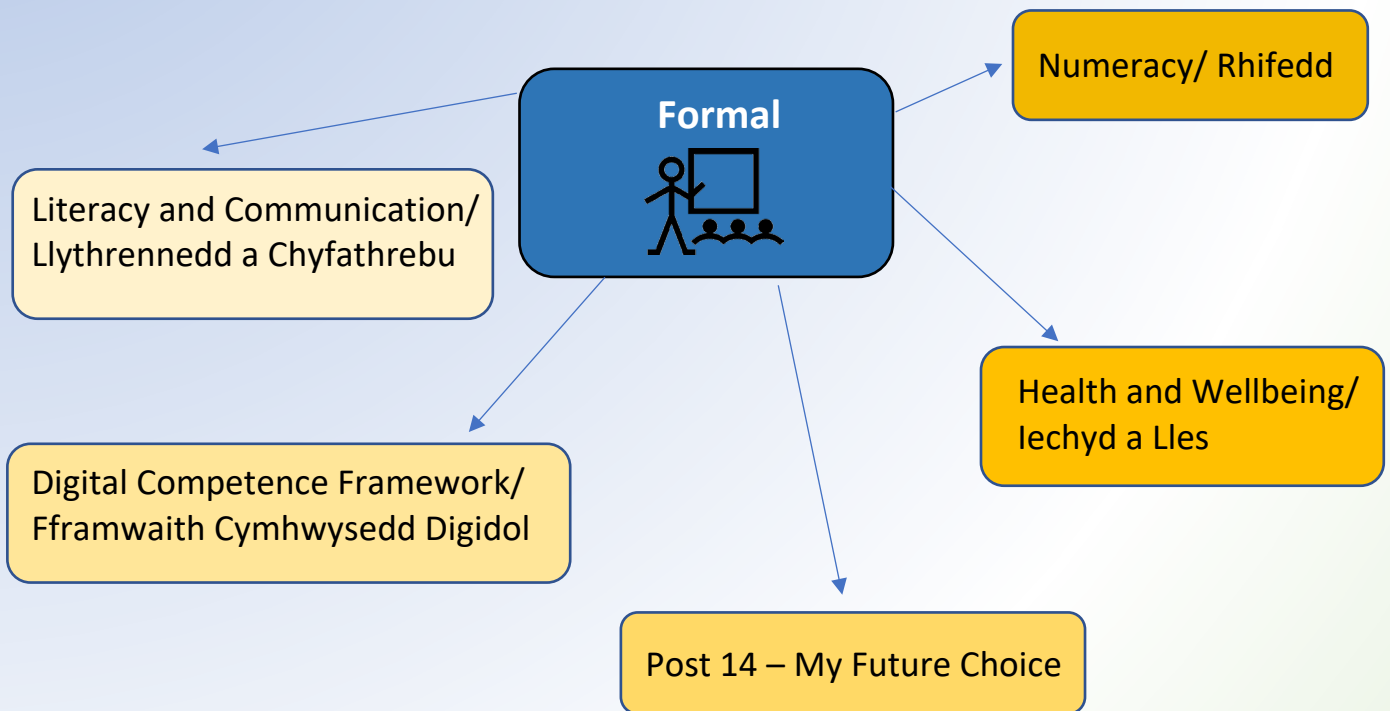 Formal
Numeracy/ Rhifedd
Literacy and Communication/
Llythrennedd a Chyfathrebu
Health and Wellbeing/
Iechyd a Lles
Digital Competence Framework/
Fframwaith Cymhwysedd Digidol
Post 14 – My Future Choice